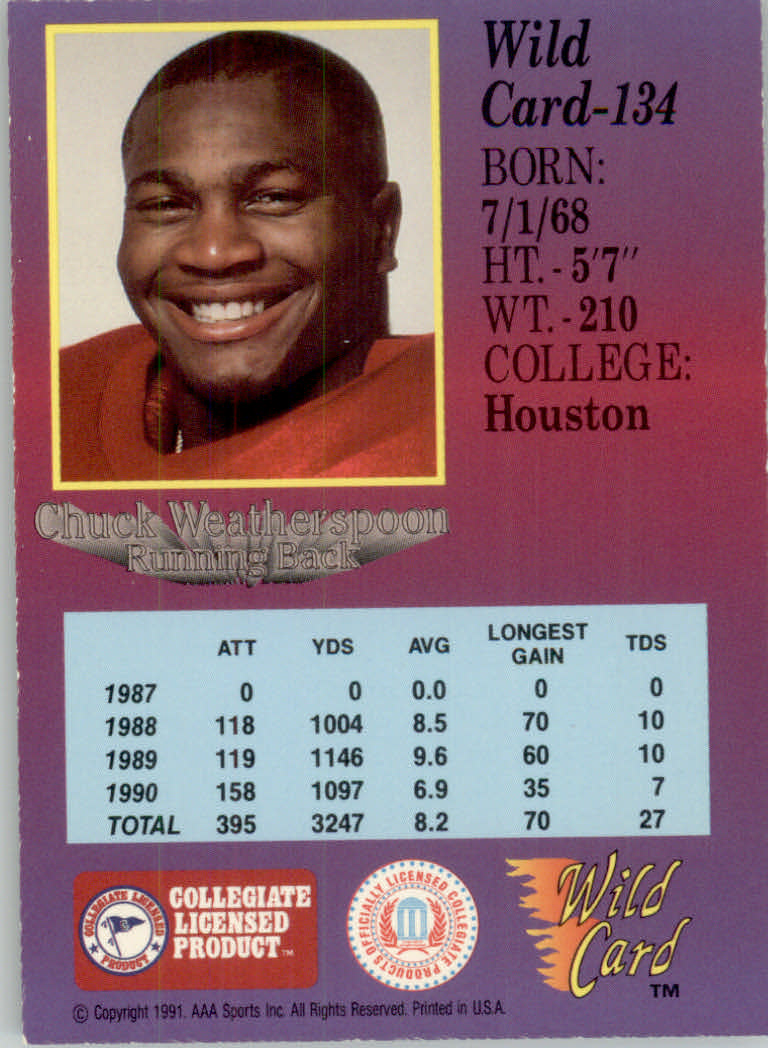 Wild
Card-134
BORN:
7/1/68
HT.- 5'7"
WT.- 210
COLLEGE:
Houston
Chuck Weatherspoon
Running Back
ATT YDS AVG LONGEST GAIN TDS
1987 0 0 0.0 0 0
1988 118 1004 8.5 70 10
1989 119 1146 9.6 60 10
1990 158 1097 6.9 35 7
TOTAL 395 3247 8.2 70 27
COLLEGIATE LICENSED
PRODUCT
COLLEGIATE
LICENSED
PRODUCT™
OFFICIALLY LICENSED COLLEGIATE PRODUCTS
Wild
Card
TM
© Copyright 1991. AAA Sports Inc. All Rights Reserved. Printed in U.S.A.